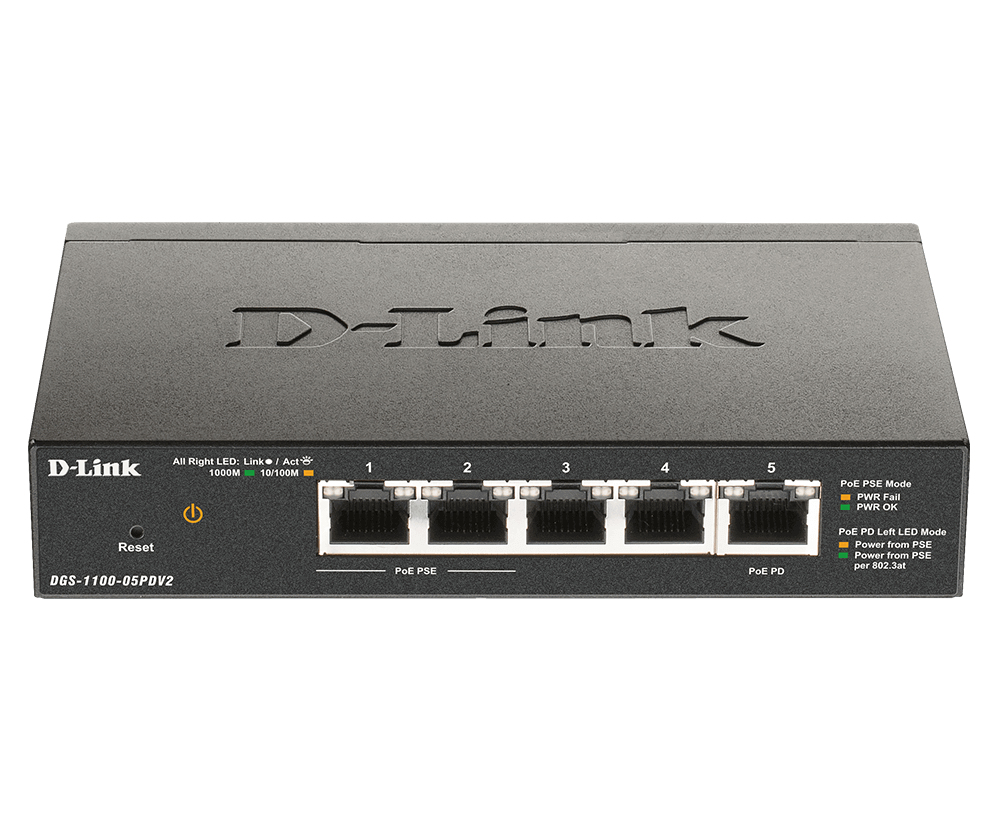 D-Link
D-Link
All Right LED: Link / Act
1000M 10/100M
1 2 3 4 5
Reset
DGS-1100-05PDV2
PoE PSE
PoE PD
PoE PSE Mode
PWR Fail
PWR OK
PoE PD Left LED Mode
Power from PSE
Power from PSE
per 802.3at